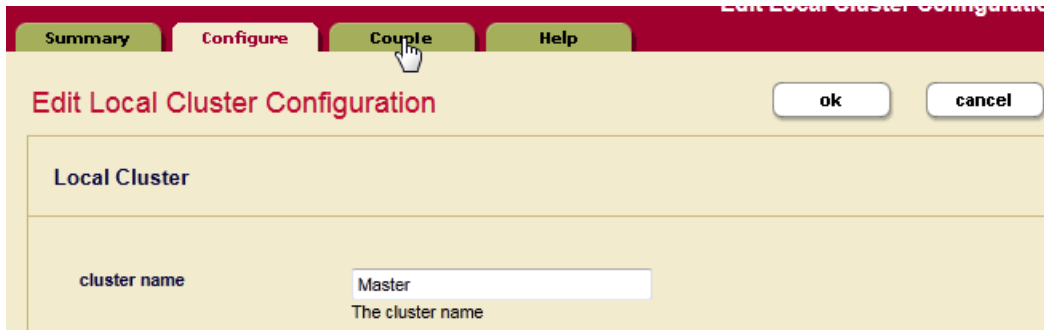 Edit Local Cluster Configuratio
Summary Configure Couple Help
Edit Local Cluster Configuration ok cancel
Local Cluster
cluster name Master
The cluster name